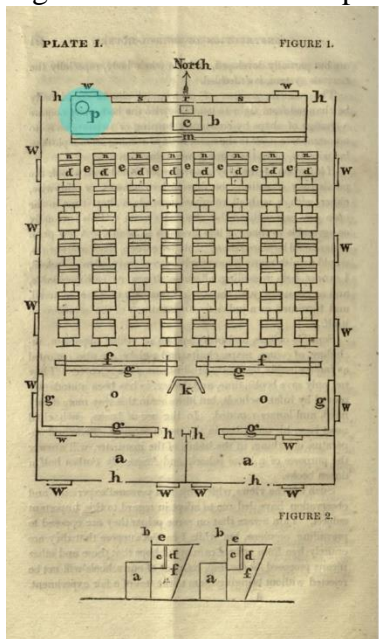 PLATE I. FIGURE 1.
North
w w
h s r s h
p c b
m
w n n n n n n n n w
d e d e d e d e d e d e d e d
w w
w w
f f
g g
k
g o o g
g h h g
w w
a a
h h
w w w w
FIGURE 2.
b e b e
c d c d
a f a f